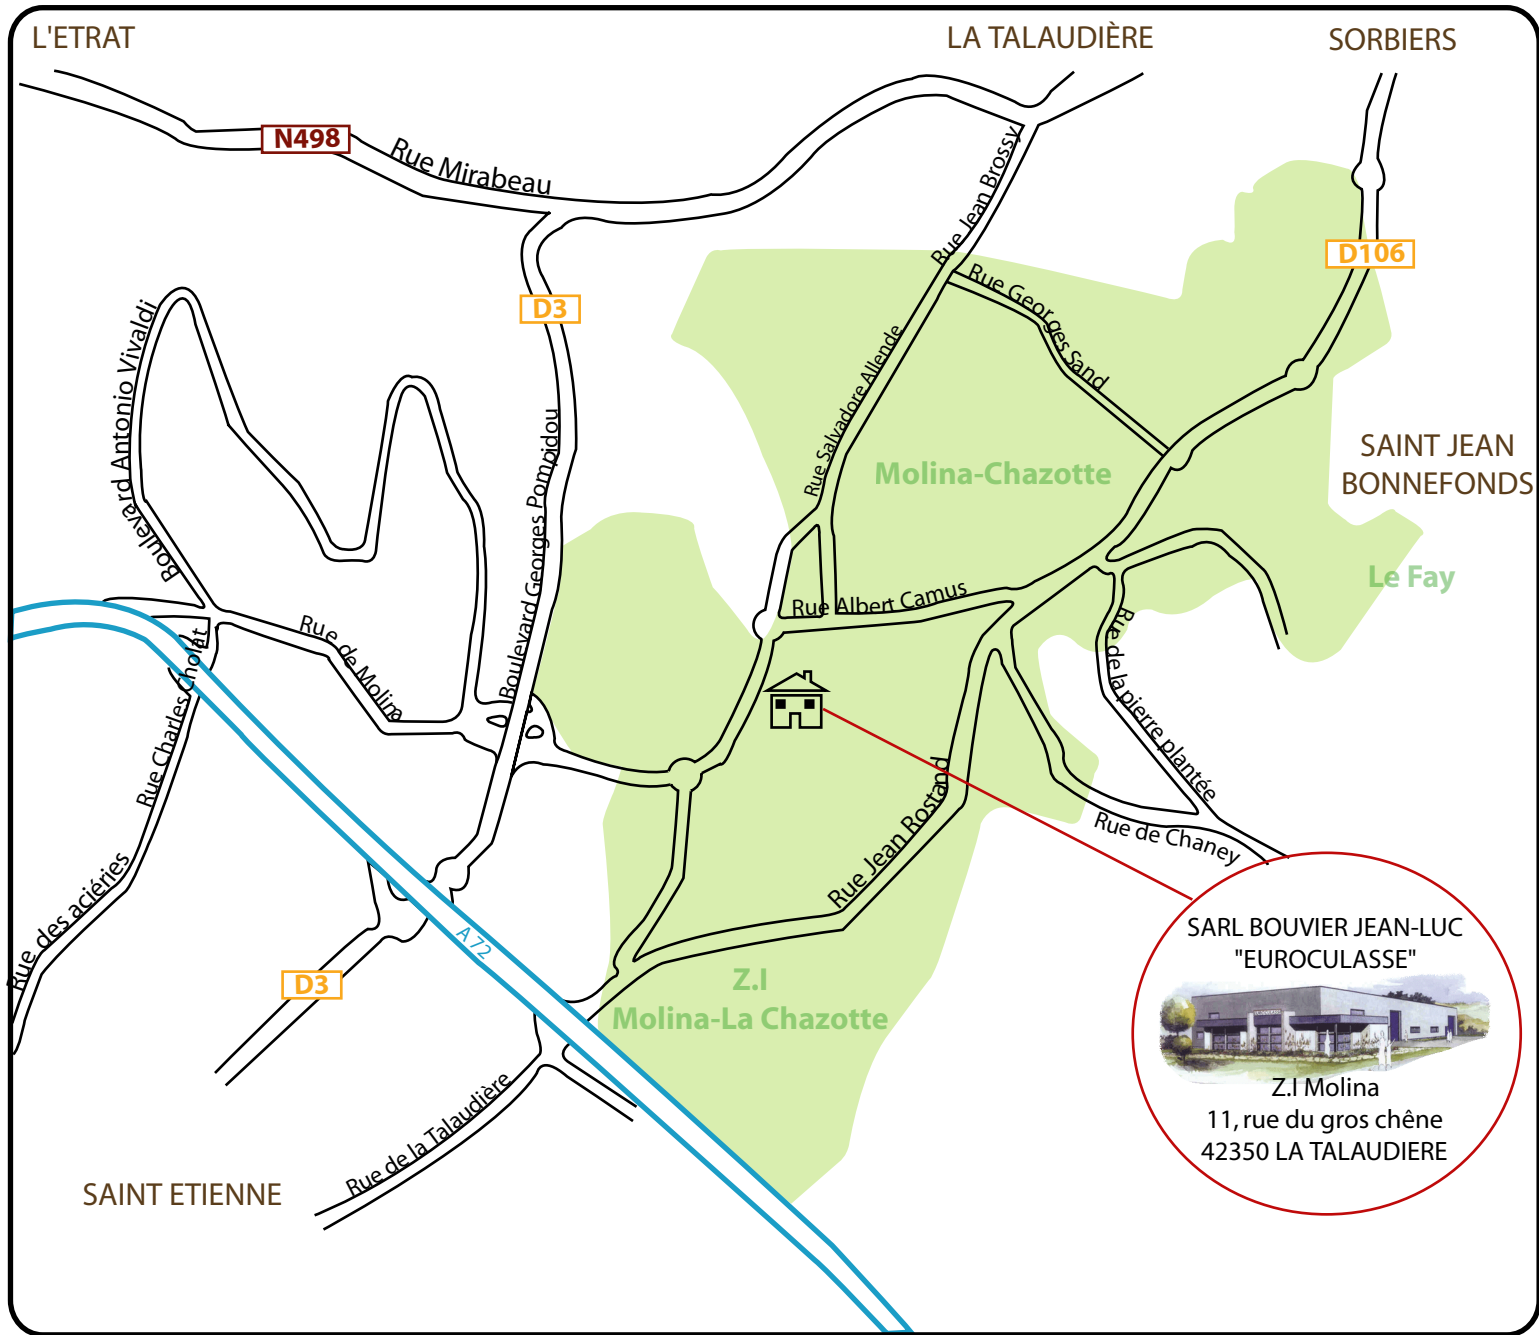 L'ETRAT
LA TALAUDIÈRE
SORBIERS
N498
Rue Mirabeau
Rue Jean Brossy
D106
Rue Georges Sand
D3
Boulevard Antonio Vivaldi
Rue Salvadore Allende
Boulevard Georges Pompidou
Molina-Chazotte
SAINT JEAN
BONNEFONDS
Le Fay
Rue Albert Camus
Rue de Molina
Rue Charles Cholat
Rue de la pierre plantée
Rue Jean Rostand
Rue de Chaney
Rue des aciéries
A 72
D3
Z.I
Molina-La Chazotte
Rue de la Talaudière
SAINT ETIENNE
SARL BOUVIER JEAN-LUC
"EUROCULASSE"
EUROCULASSE
Z.I Molina
11, rue du gros chêne
42350 LA TALAUDIERE